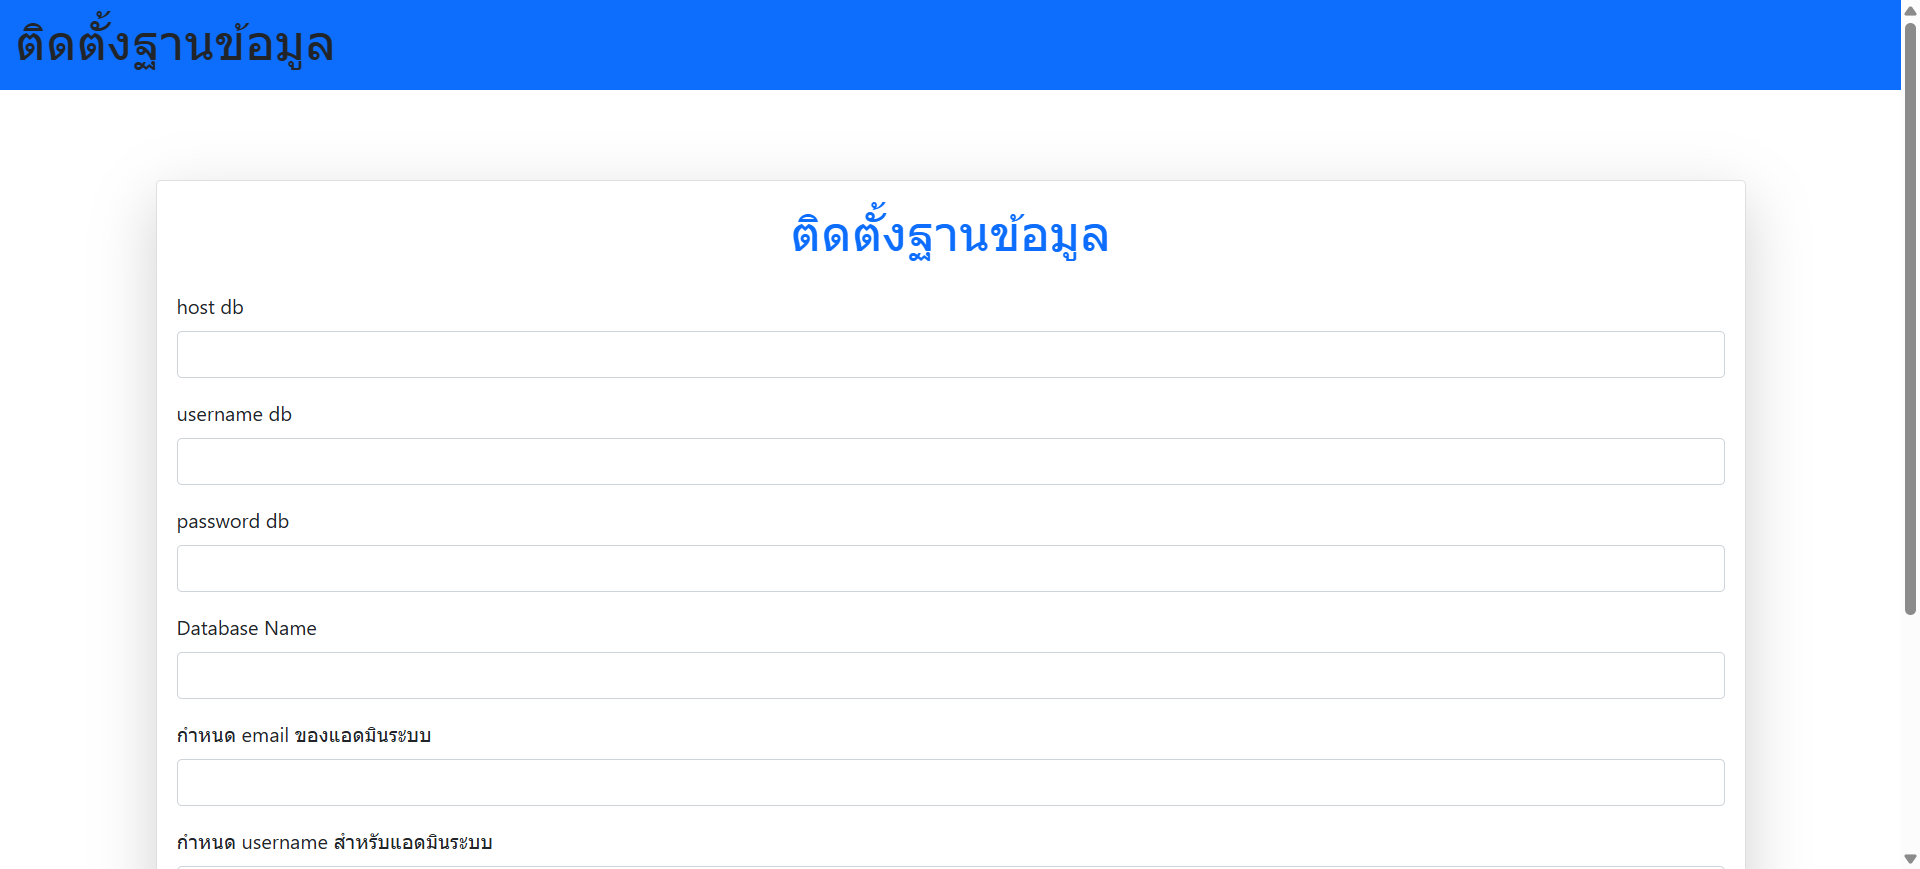 ติดตั้งฐานข้อมูล
ติดตั้งฐานข้อมูล
host db
username db
password db
Database Name
กำหนด email ของแอดมินระบบ
กำหนด username สำหรับแอดมินระบบ